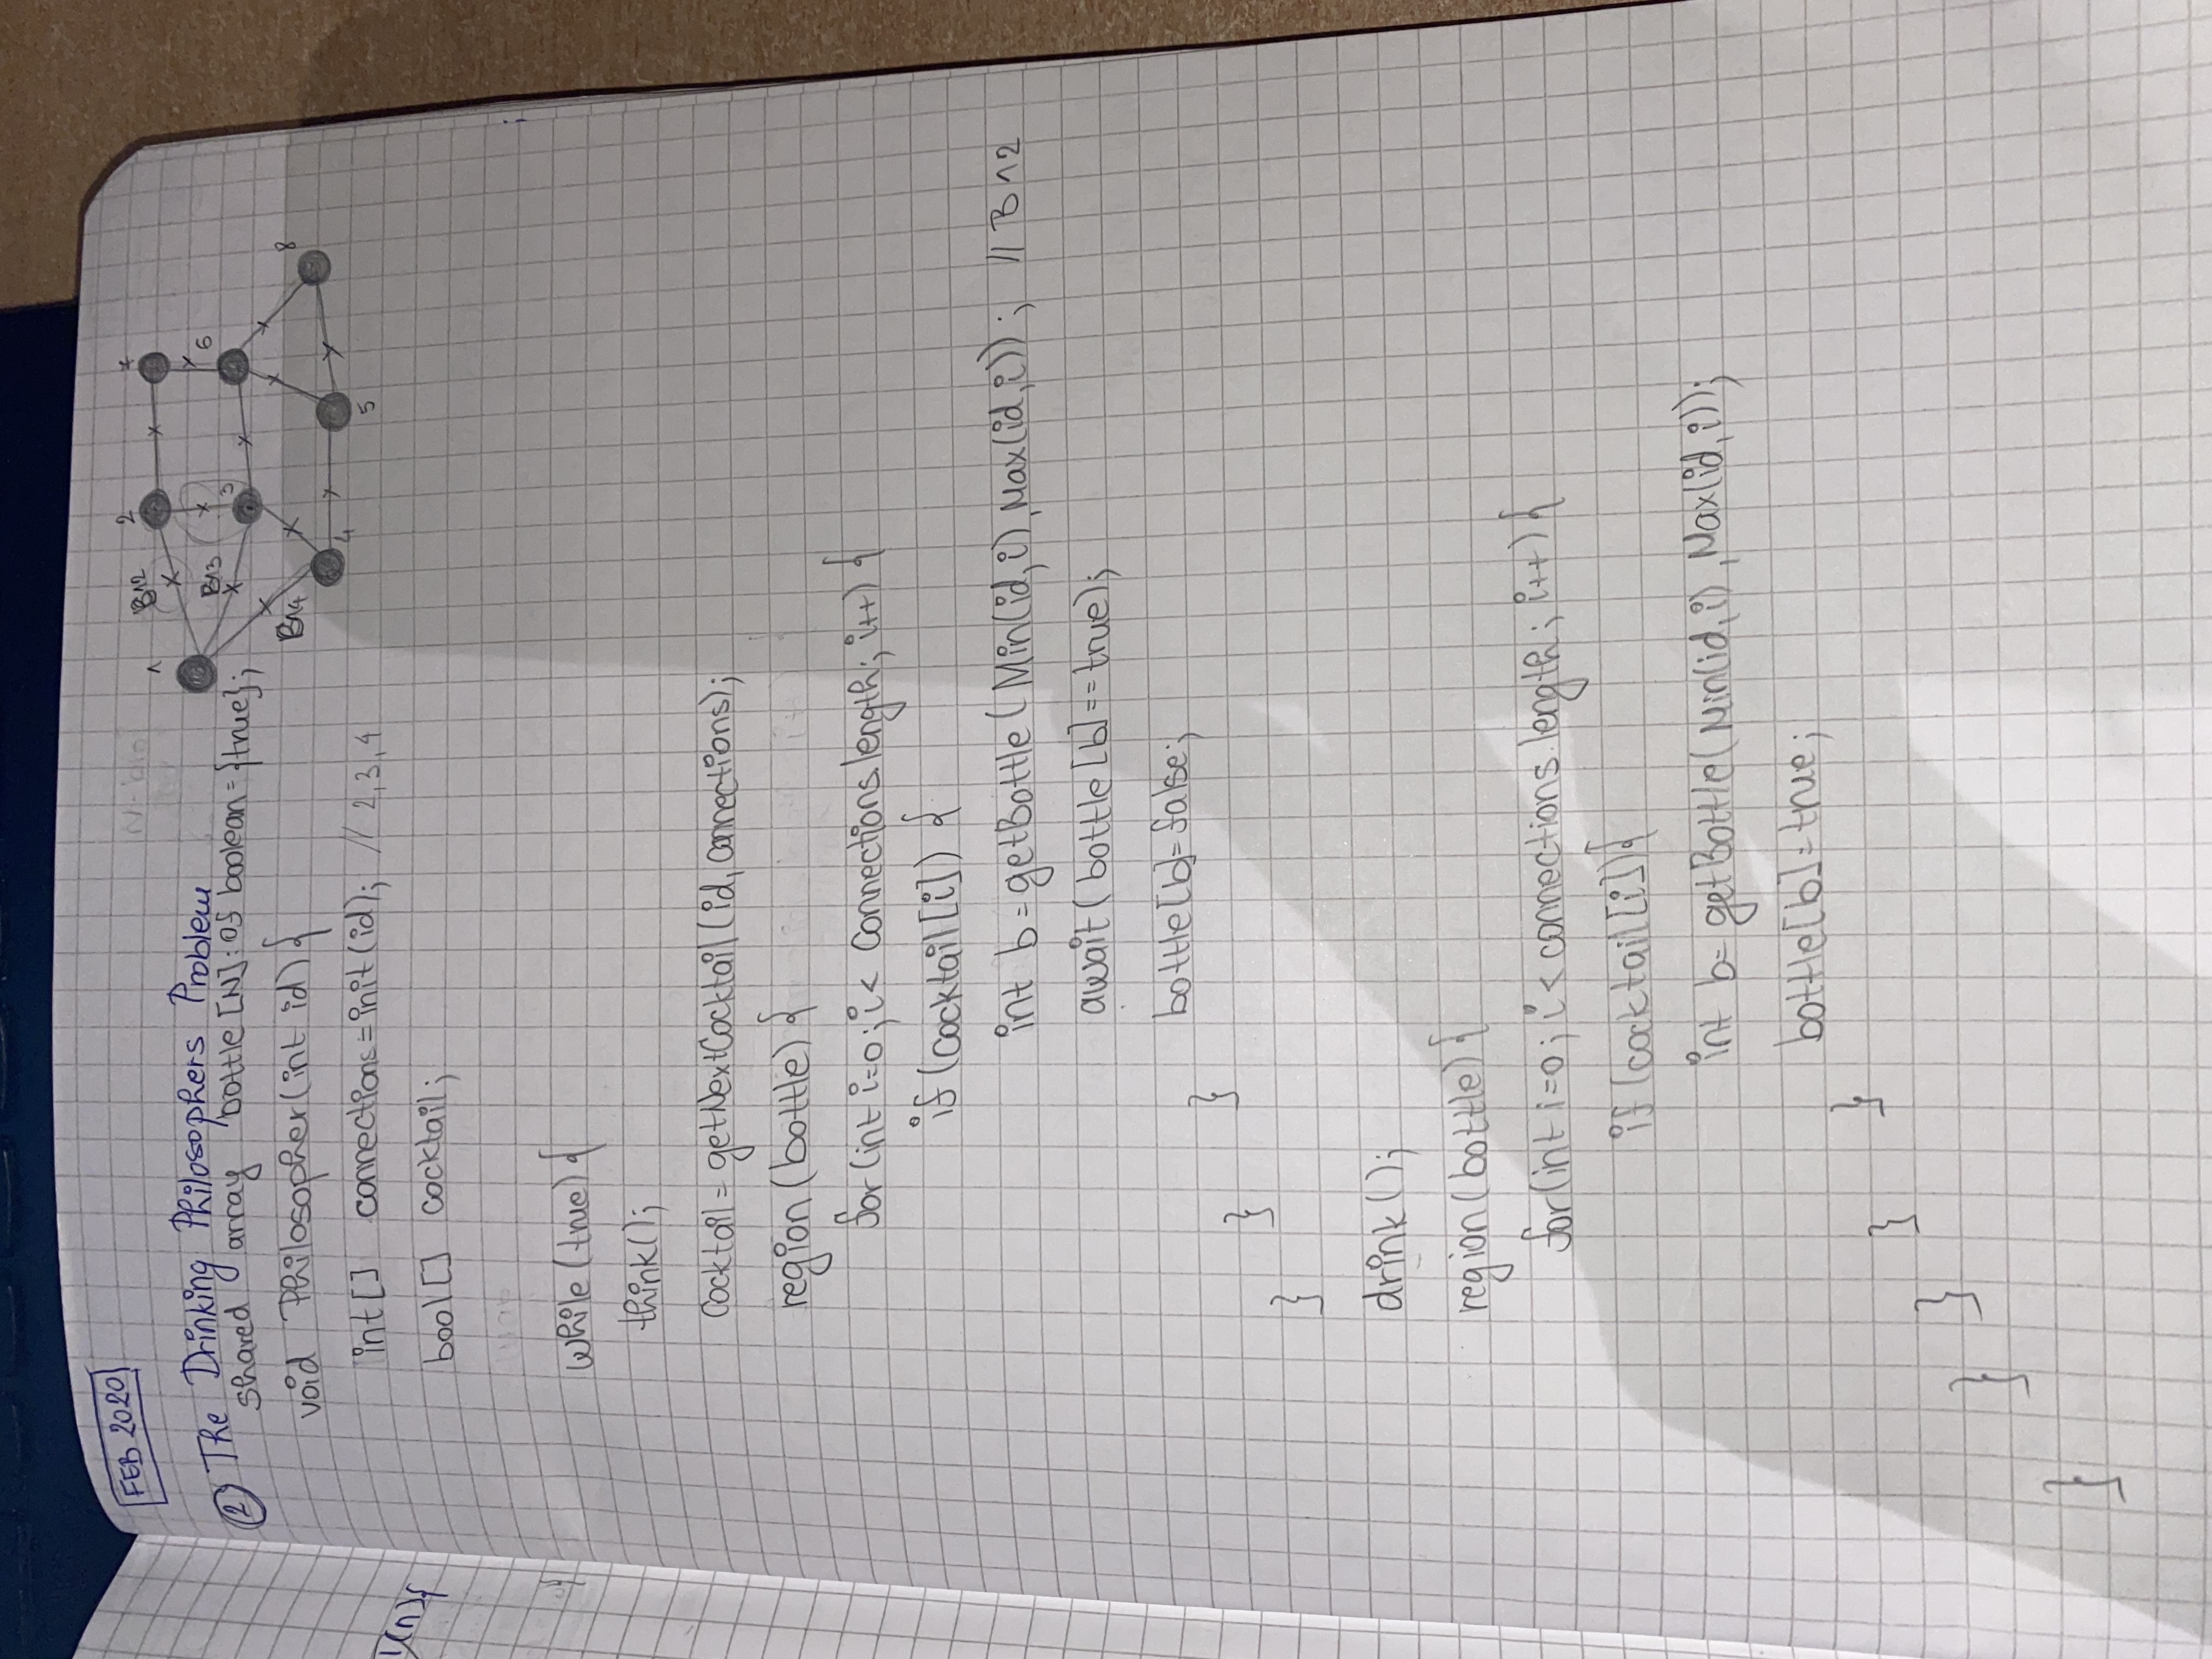 FEB 2020
② The Drinking Philosophers Problem
shared array bottle [N]: of boolean = {true};
void Philosopher(int id) {
int[] connections = init (id); // 2, 3, 4
bool [] cocktail;
while (true) {
think();
Cocktail = getNextCocktail (id, connections);
region (bottle) {
for (int i=0; i< Connections.length; i++) {
if (cocktail [i]) {
int b = getBottle ( Min(id,i), Max(id,i)) ; // B12
await ( bottle [b] == true);
bottle[b]= false;
}
}
}
drink ();
region (bottle) {
for(int i=0; i < connections.length; i++) {
if (cocktail [i]) {
int b= getBottle( Min(id,i) , Max(id,i));
bottle[b] = true;
}
}
}
}
}
1
B12
2
B13
3
B14
4
5
6
8